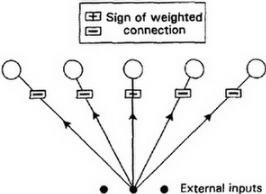 + Sign of weighted
− connection
− − − − −
External inputs